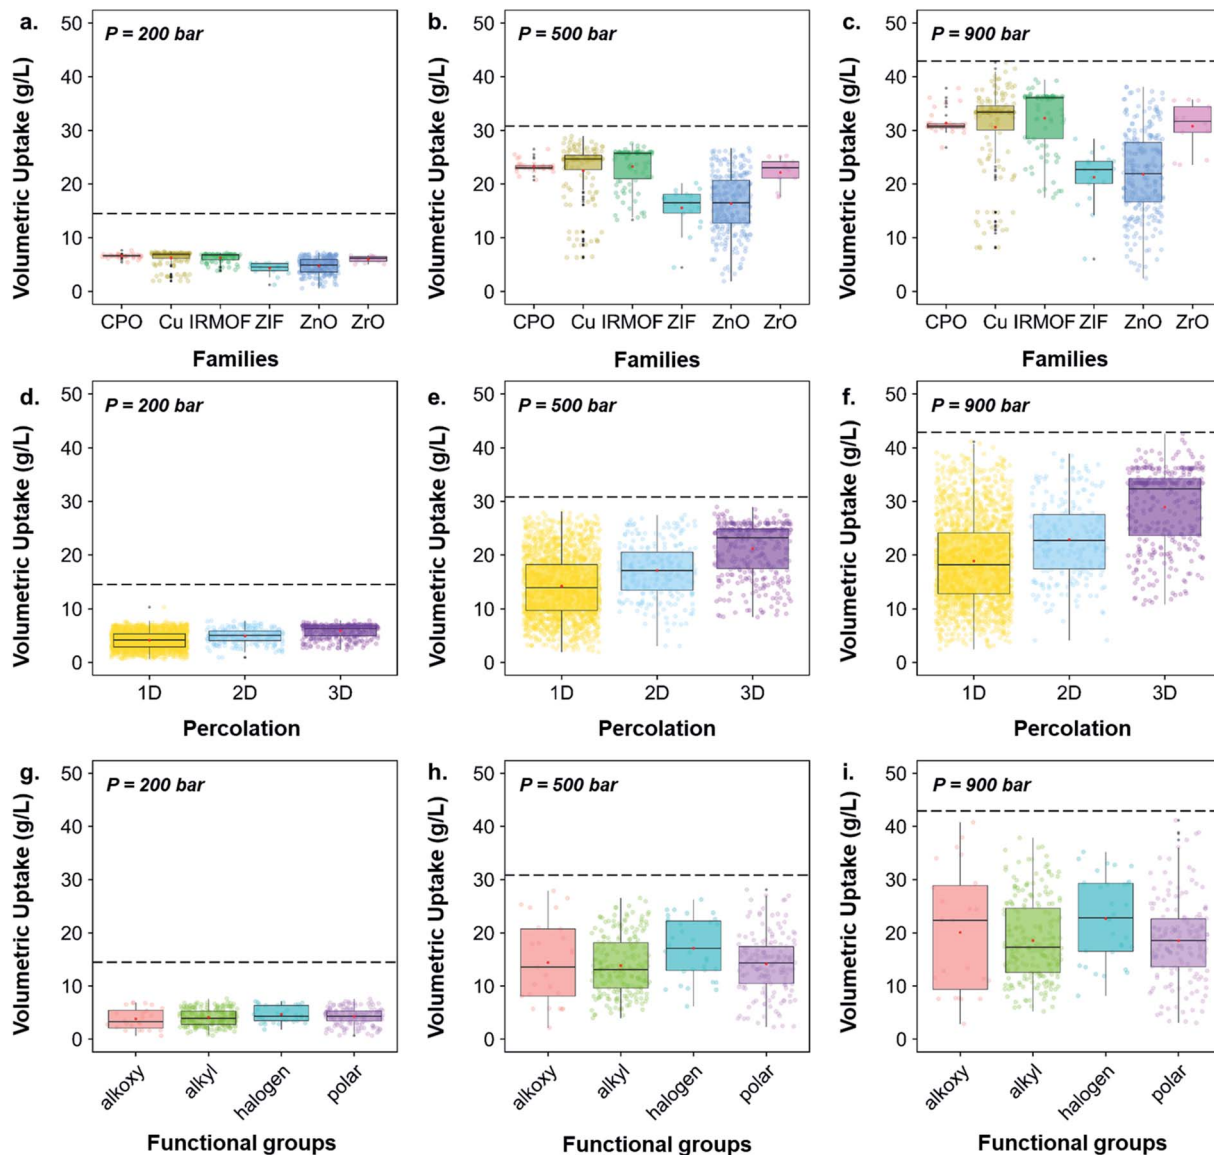 a.
P = 200 bar
Volumetric Uptake (g/L)
50
40
30
20
10
0
CPO Cu IRMOF ZIF ZnO ZrO
Families
b.
P = 500 bar
Volumetric Uptake (g/L)
50
40
30
20
10
0
CPO Cu IRMOF ZIF ZnO ZrO
Families
c.
P = 900 bar
Volumetric Uptake (g/L)
50
40
30
20
10
0
CPO Cu IRMOF ZIF ZnO ZrO
Families
d.
P = 200 bar
Volumetric Uptake (g/L)
50
40
30
20
10
0
1D 2D 3D
Percolation
e.
P = 500 bar
Volumetric Uptake (g/L)
50
40
30
20
10
0
1D 2D 3D
Percolation
f.
P = 900 bar
Volumetric Uptake (g/L)
50
40
30
20
10
0
1D 2D 3D
Percolation
g.
P = 200 bar
Volumetric Uptake (g/L)
50
40
30
20
10
0
alkoxy alkyl halogen polar
Functional groups
h.
P = 500 bar
Volumetric Uptake (g/L)
50
40
30
20
10
0
alkoxy alkyl halogen polar
Functional groups
i.
P = 900 bar
Volumetric Uptake (g/L)
50
40
30
20
10
0
alkoxy alkyl halogen polar
Functional groups